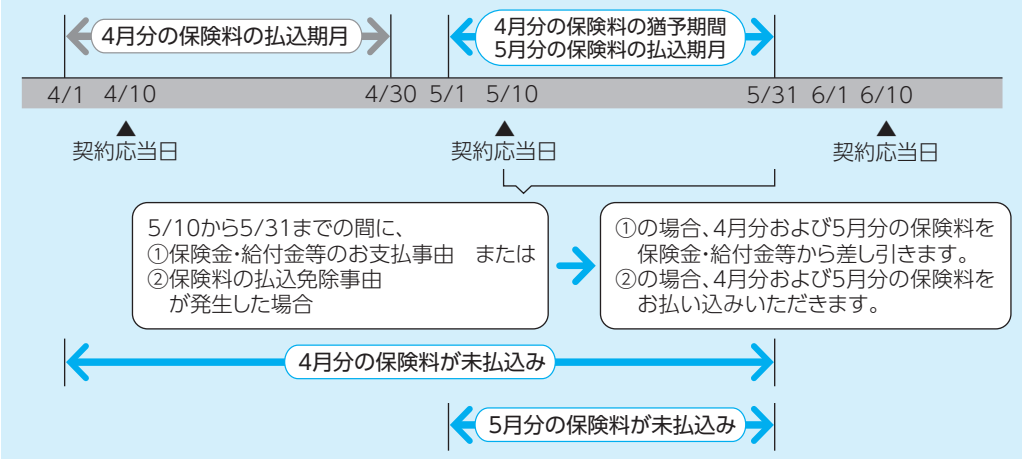 4月分の保険料の払込期月
4月分の保険料の猶予期間
5月分の保険料の払込期月
4/1 4/10 4/30 5/1 5/10 5/31 6/1 6/10
▲ ▲ ▲
契約応当日 契約応当日 契約応当日
5/10から5/31までの間に、
①保険金・給付金等のお支払事由 または
②保険料の払込免除事由
が発生した場合
①の場合、4月分および5月分の保険料を
保険金・給付金等から差し引きます。
②の場合、4月分および5月分の保険料を
お払い込みいただきます。
4月分の保険料が未払込み
5月分の保険料が未払込み